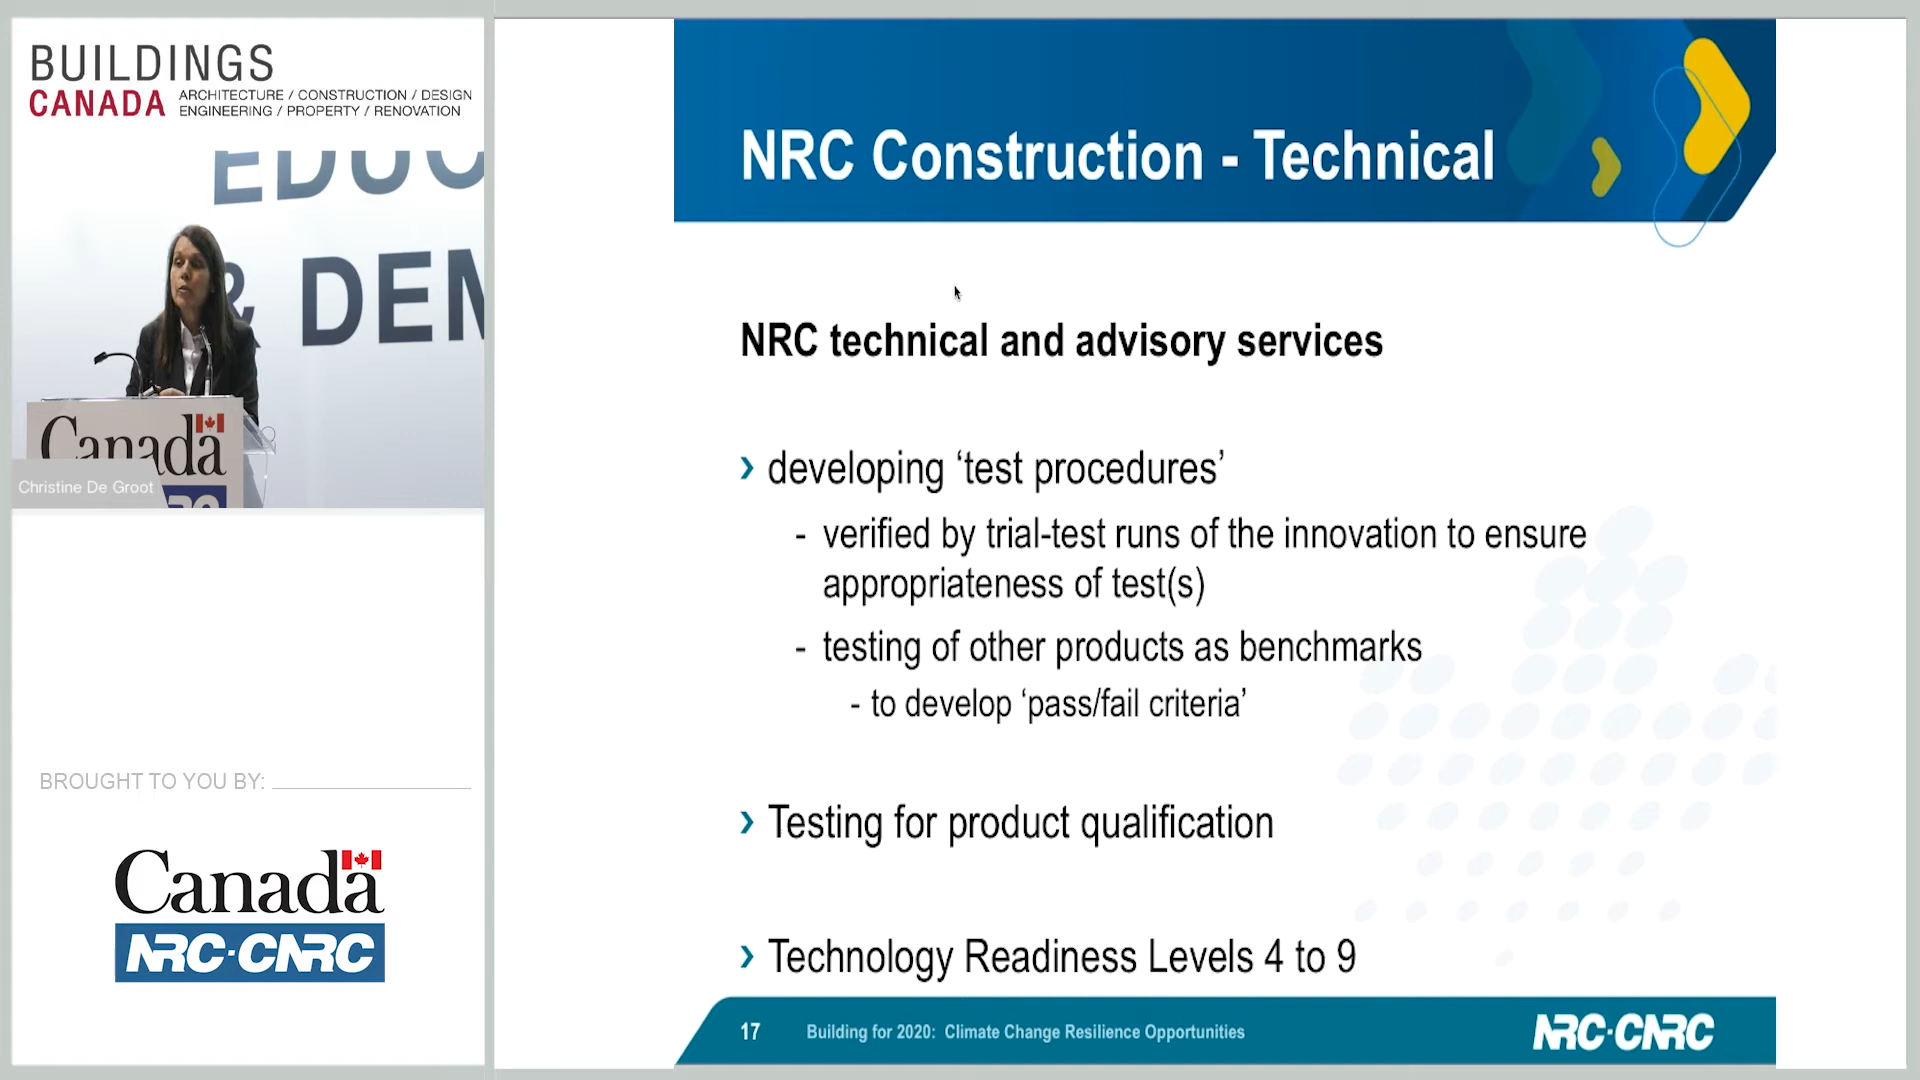 BUILDINGS
CANADA ARCHITECTURE / CONSTRUCTION / DESIGN
ENGINEERING / PROPERTY / RENOVATION
& DEM
Canada
Christine De Groot
BROUGHT TO YOU BY:
Canada
NRC·CNRC
NRC Construction - Technical
NRC technical and advisory services
› developing ‘test procedures’
- verified by trial-test runs of the innovation to ensure
appropriateness of test(s)
- testing of other products as benchmarks
- to develop ‘pass/fail criteria’
› Testing for product qualification
› Technology Readiness Levels 4 to 9
17 Building for 2020: Climate Change Resilience Opportunities
NRC·CNRC